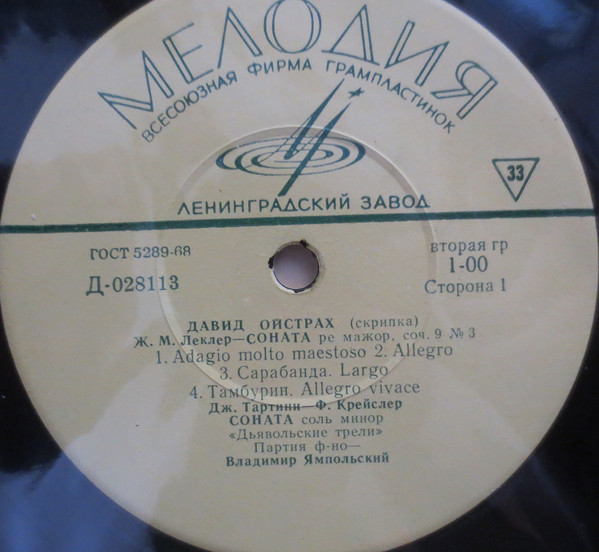 МЕЛОДИЯ
ВСЕСОЮЗНАЯ ФИРМА ГРАМПЛАСТИНОК
33
ЛЕНИНГРАДСКИЙ ЗАВОД
ГОСТ 5289-68
вторая гр
Д-028113
1-00
Сторона 1
ДАВИД ОЙСТРАХ (скрипка)
Ж. М. Леклер—СОНАТА ре мажор, соч. 9 № 3
1. Adagio molto maestoso 2. Allegro
3. Сарабанда. Largo
4. Тамбурин. Allegro vivace
Дж. Тартини—Ф. Крейслер
СОНАТА соль минор
«Дьявольские трели»
Партия ф-но—
Владимир Ямпольский